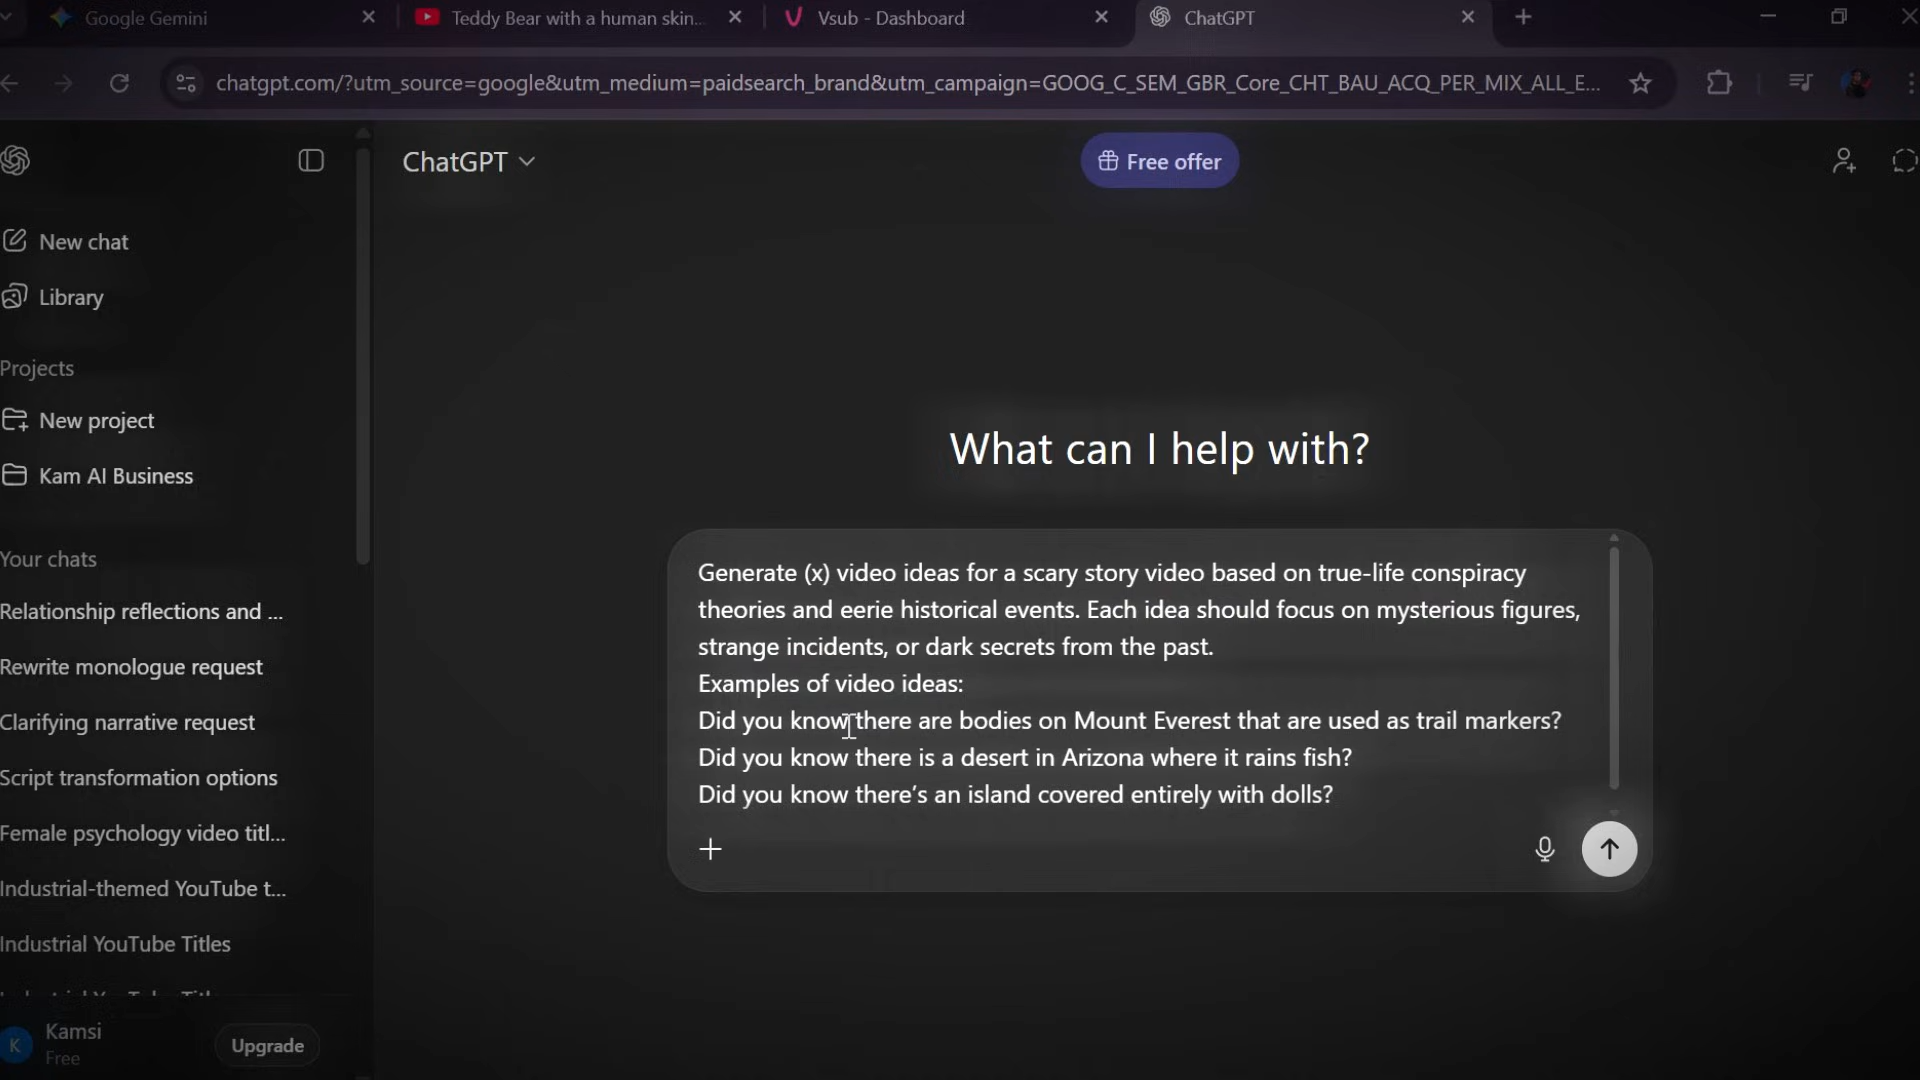 Google Gemini
Teddy Bear with a human skin...
Vsub - Dashboard
ChatGPT
chatgpt.com/?utm_source=google&utm_medium=paidsearch_brand&utm_campaign=GOOG_C_SEM_GBR_Core_CHT_BAU_ACQ_PER_MIX_ALL_E...
ChatGPT
Free offer
New chat
Library
Projects
New project
Kam AI Business
Your chats
Relationship reflections and ...
Rewrite monologue request
Clarifying narrative request
Script transformation options
Female psychology video titl...
Industrial-themed YouTube t...
Industrial YouTube Titles
K
Kamsi
Free
Upgrade
What can I help with?
Generate (x) video ideas for a scary story video based on true-life conspiracy
theories and eerie historical events. Each idea should focus on mysterious figures,
strange incidents, or dark secrets from the past.
Examples of video ideas:
Did you know there are bodies on Mount Everest that are used as trail markers?
Did you know there is a desert in Arizona where it rains fish?
Did you know there’s an island covered entirely with dolls?